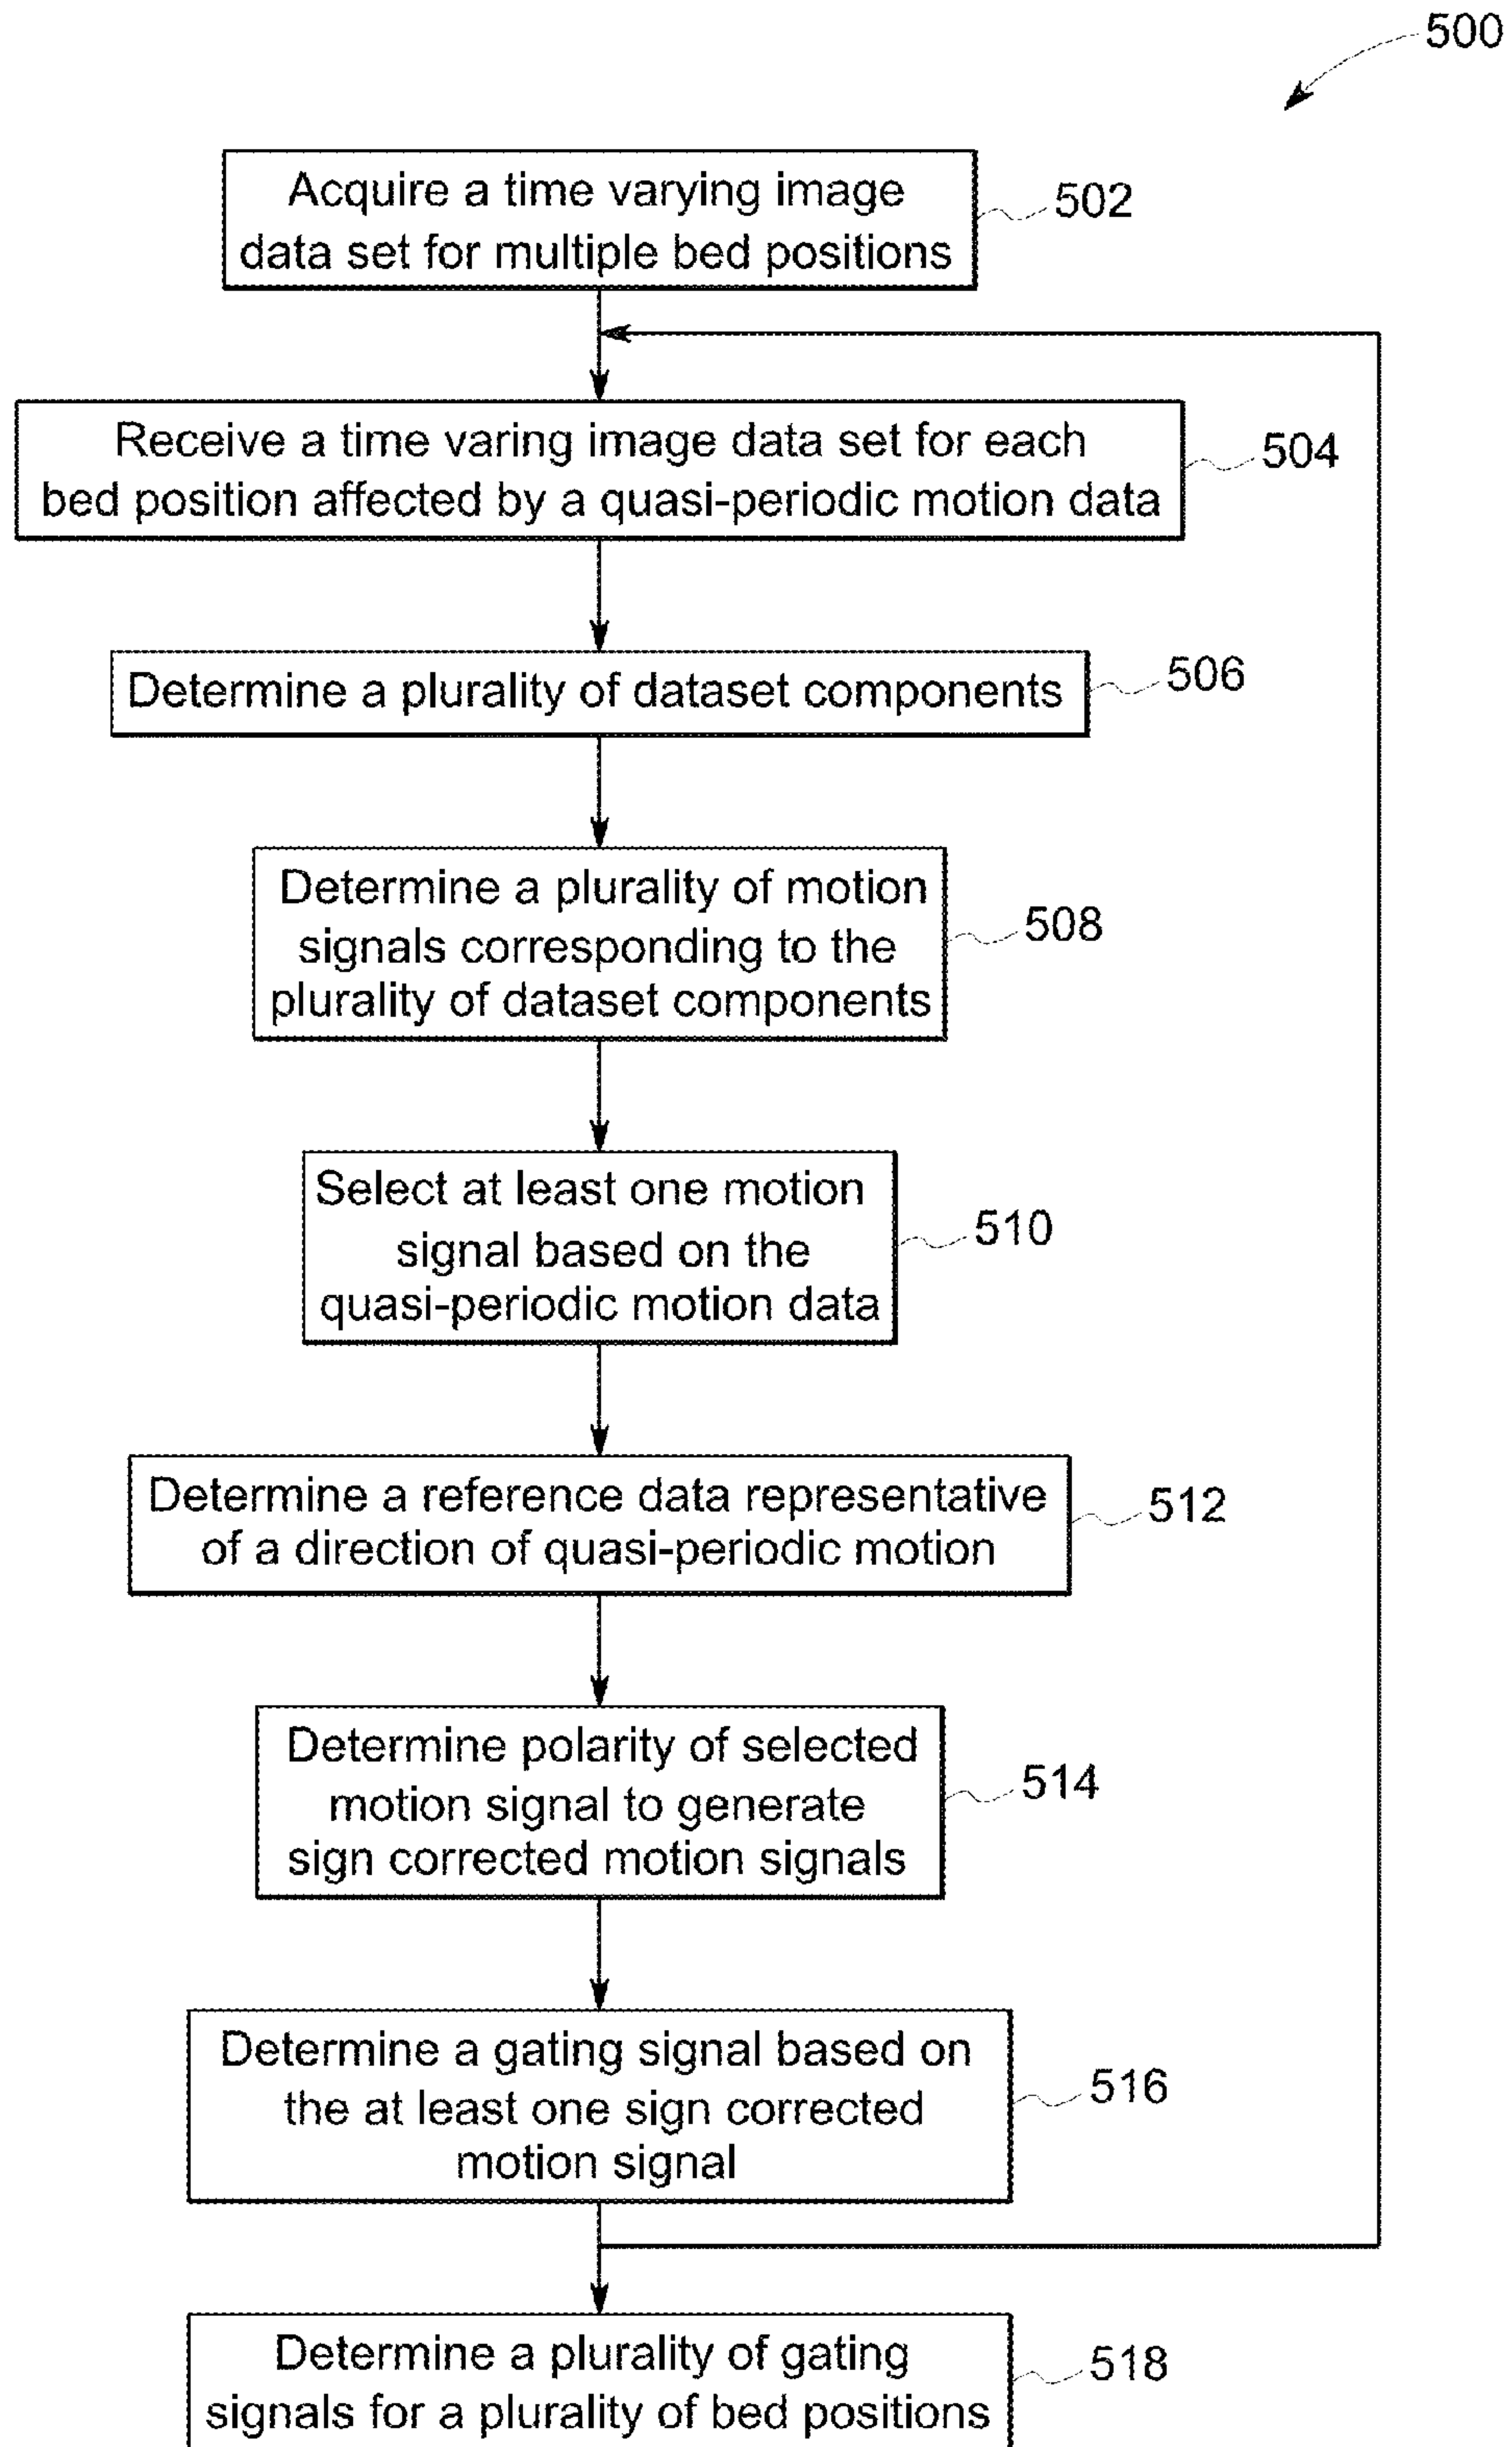 500
Acquire a time varying image
data set for multiple bed positions
502
Receive a time varing image data set for each
bed position affected by a quasi-periodic motion data
504
Determine a plurality of dataset components
506
Determine a plurality of motion
signals corresponding to the
plurality of dataset components
508
Select at least one motion
signal based on the
quasi-periodic motion data
510
Determine a reference data representative
of a direction of quasi-periodic motion
512
Determine polarity of selected
motion signal to generate
sign corrected motion signals
514
Determine a gating signal based on
the at least one sign corrected
motion signal
516
Determine a plurality of gating
signals for a plurality of bed positions
518